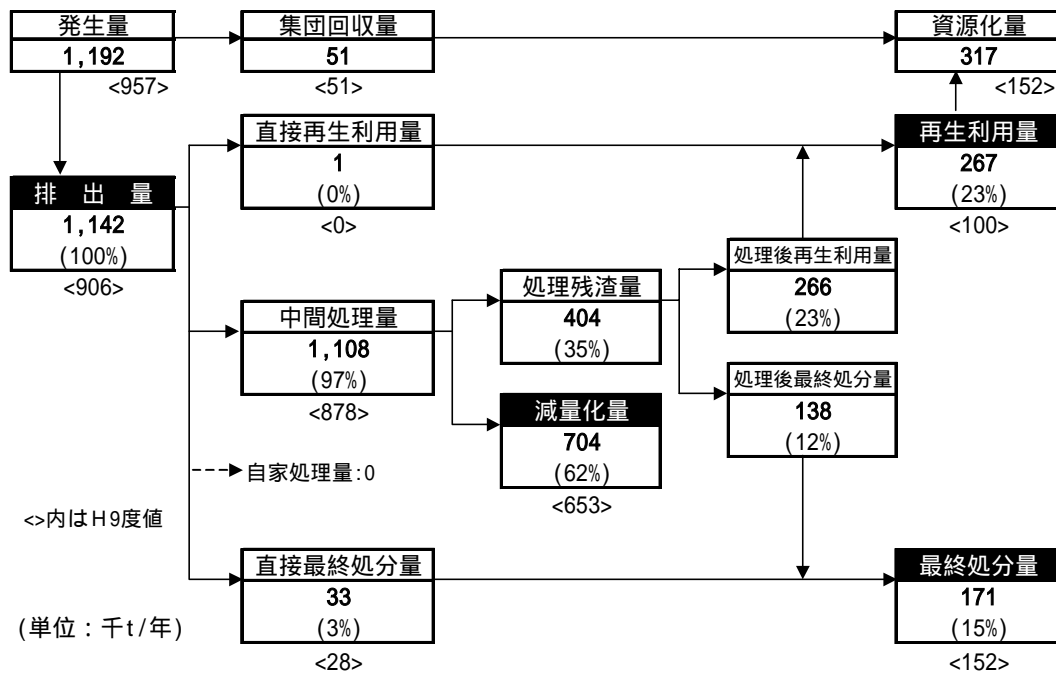 発生量
1,192
<957>
集団回収量
51
<51>
資源化量
317
<152>
直接再生利用量
1
(0%)
<0>
再生利用量
267
(23%)
<100>
排 出 量
1,142
(100%)
<906>
中間処理量
1,108
(97%)
<878>
処理残渣量
404
(35%)
処理後再生利用量
266
(23%)
減量化量
704
(62%)
<653>
処理後最終処分量
138
(12%)
自家処理量:0
<>内はH9度値
直接最終処分量
33
(3%)
<28>
最終処分量
171
(15%)
<152>
(単位：千t/年)